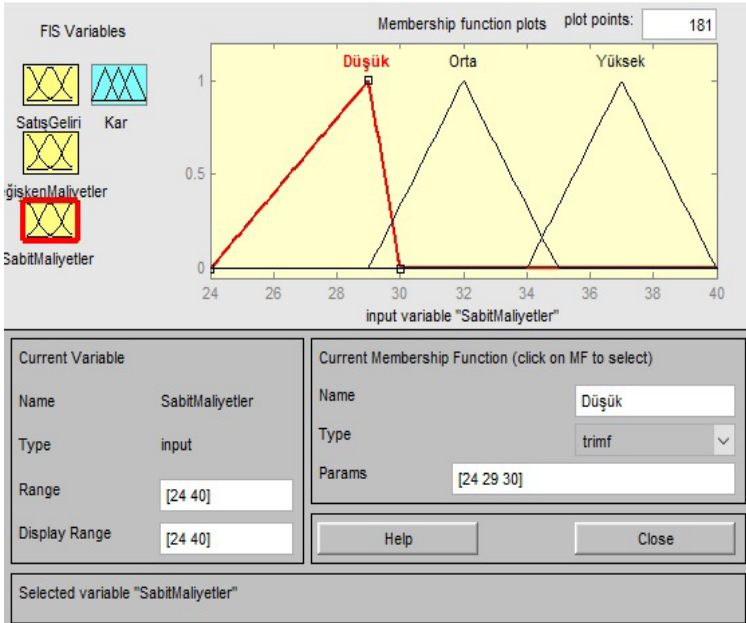 FIS Variables
Membership function plots
plot points:
181
SatışGeliri
Kar
ğişkenMaliyetler
SabitMaliyetler
Düşük
Orta
Yüksek
1
0.5
0
24 26 28 30 32 34 36 38 40
input variable "SabitMaliyetler"
Current Variable
Name SabitMaliyetler
Type input
Range [24 40]
Display Range [24 40]
Current Membership Function (click on MF to select)
Name Düşük
Type trimf
Params [24 29 30]
Help
Close
Selected variable "SabitMaliyetler"